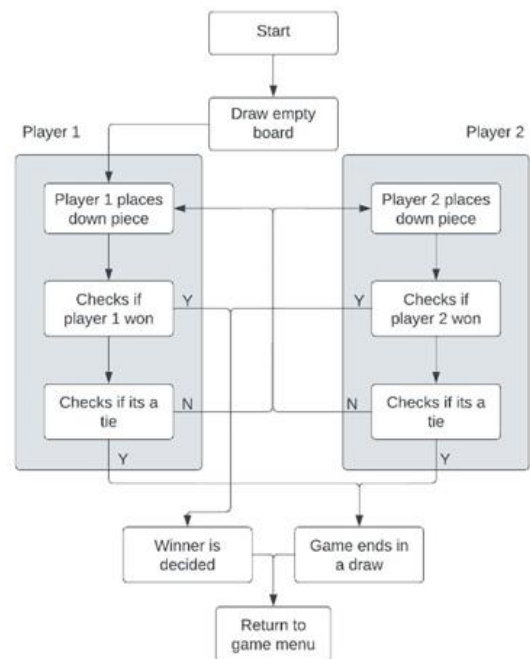 Start
Draw empty
board
Player 1
Player 2
Player 1 places
down piece
Player 2 places
down piece
Checks if
player 1 won
Y
Y
Checks if
player 2 won
Checks if its a
tie
N
N
Checks if its a
tie
Y
Y
Winner is
decided
Game ends in
a draw
Return to
game menu